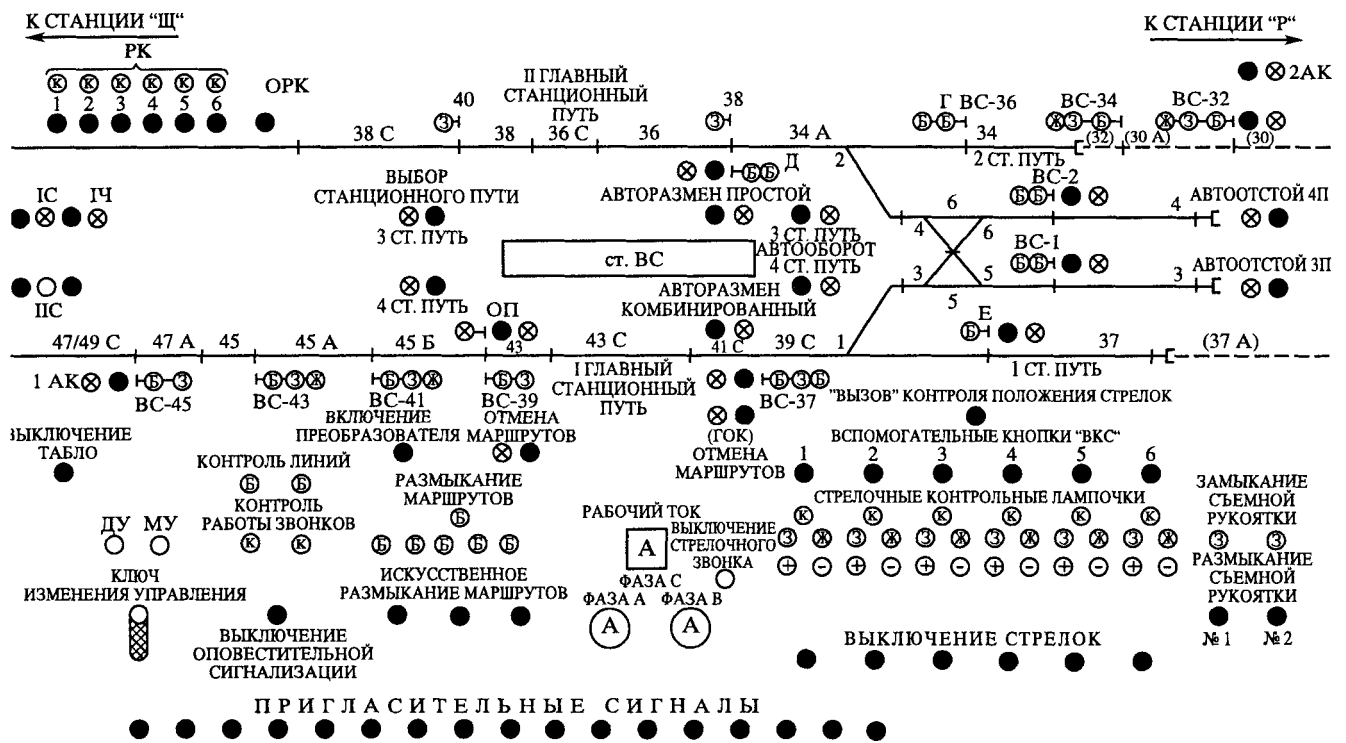 К СТАНЦИИ "Щ"
К СТАНЦИИ "Р"
РК
К К К К К К
1 2 3 4 5 6
ОРК
II ГЛАВНЫЙ
СТАНЦИОННЫЙ
ПУТЬ
2АК
40
38
Г ВС-36
ВС-34
ВС-32
З
З
Б Б
Ж З Б
Ж З Б
38 С
38
36 С
36
34 А
2
34
(32)
(30 А)
(30)
2 СТ. ПУТЬ
Б Б
Д
IС
IЧ
ВЫБОР
СТАНЦИОННОГО ПУТИ
АВТОРАЗМЕН ПРОСТОЙ
ВС-2
Б Б
АВТООТСТОЙ 4П
6
4
3 СТ. ПУТЬ
3 СТ. ПУТЬ
4
6
ст. ВС
АВТООБОРОТ
4 СТ. ПУТЬ
ВС-1
Б Б
АВТООТСТОЙ 3П
3
5
3
5
IIС
4 СТ. ПУТЬ
АВТОРАЗМЕН
КОМБИНИРОВАННЫЙ
ОП
Е
Б
47/49 С
47 А
45
45 А
45 Б
43
43 С
41 С
39 С
1
37
(37 А)
1 СТ. ПУТЬ
1 АК
Б З
ВС-45
Б З Ж
ВС-43
Б З Ж
ВС-41
Б З
ВС-39
I ГЛАВНЫЙ
СТАНЦИОННЫЙ
ПУТЬ
Б З Б
ВС-37
"ВЫЗОВ" КОНТРОЛЯ ПОЛОЖЕНИЯ СТРЕЛОК
ВЫКЛЮЧЕНИЕ
ТАБЛО
ВКЛЮЧЕНИЕ
ПРЕОБРАЗОВАТЕЛЯ
ОТМЕНА
МАРШРУТОВ
(ГОК)
ОТМЕНА
МАРШРУТОВ
ВСПОМОГАТЕЛЬНЫЕ КНОПКИ "ВКС"
1 2 3 4 5 6
КОНТРОЛЬ ЛИНИЙ
Б Б
КОНТРОЛЬ
РАБОТЫ ЗВОНКОВ
К К
РАЗМЫКАНИЕ
МАРШРУТОВ
Б
Б Б Б Б Б
ИСКУССТВЕННОЕ
РАЗМЫКАНИЕ МАРШРУТОВ
РАБОЧИЙ ТОК
А
ВЫКЛЮЧЕНИЕ
СТРЕЛОЧНОГО
ЗВОНКА
ФАЗА С
ФАЗА А
ФАЗА В
А А
СТРЕЛОЧНЫЕ КОНТРОЛЬНЫЕ ЛАМПОЧКИ
К К К К К К
З Ж З Ж З Ж З Ж З Ж З Ж
+ - + - + - + - + - + -
ЗАМЫКАНИЕ
СЪЕМНОЙ
РУКОЯТКИ
З З
РАЗМЫКАНИЕ
СЪЕМНОЙ
РУКОЯТКИ
№ 1 № 2
ДУ МУ
КЛЮЧ
ИЗМЕНЕНИЯ УПРАВЛЕНИЯ
ВЫКЛЮЧЕНИЕ
ОПОВЕСТИТЕЛЬНОЙ
СИГНАЛИЗАЦИИ
ВЫКЛЮЧЕНИЕ СТРЕЛОК
ПРИГЛАСИТЕЛЬНЫЕ СИГНАЛЫ